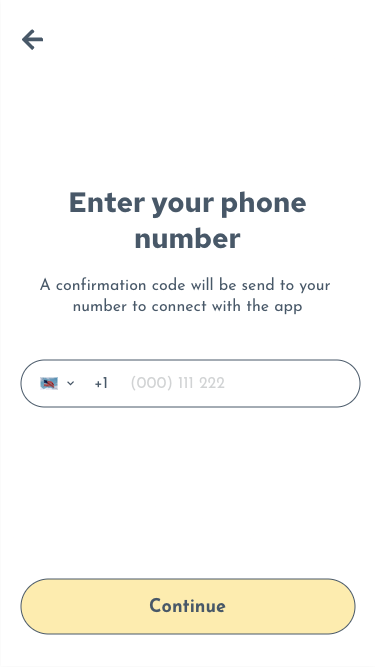 Enter your phone
number
A confirmation code will be send to your
number to connect with the app
+1 (000) 111 222
Continue